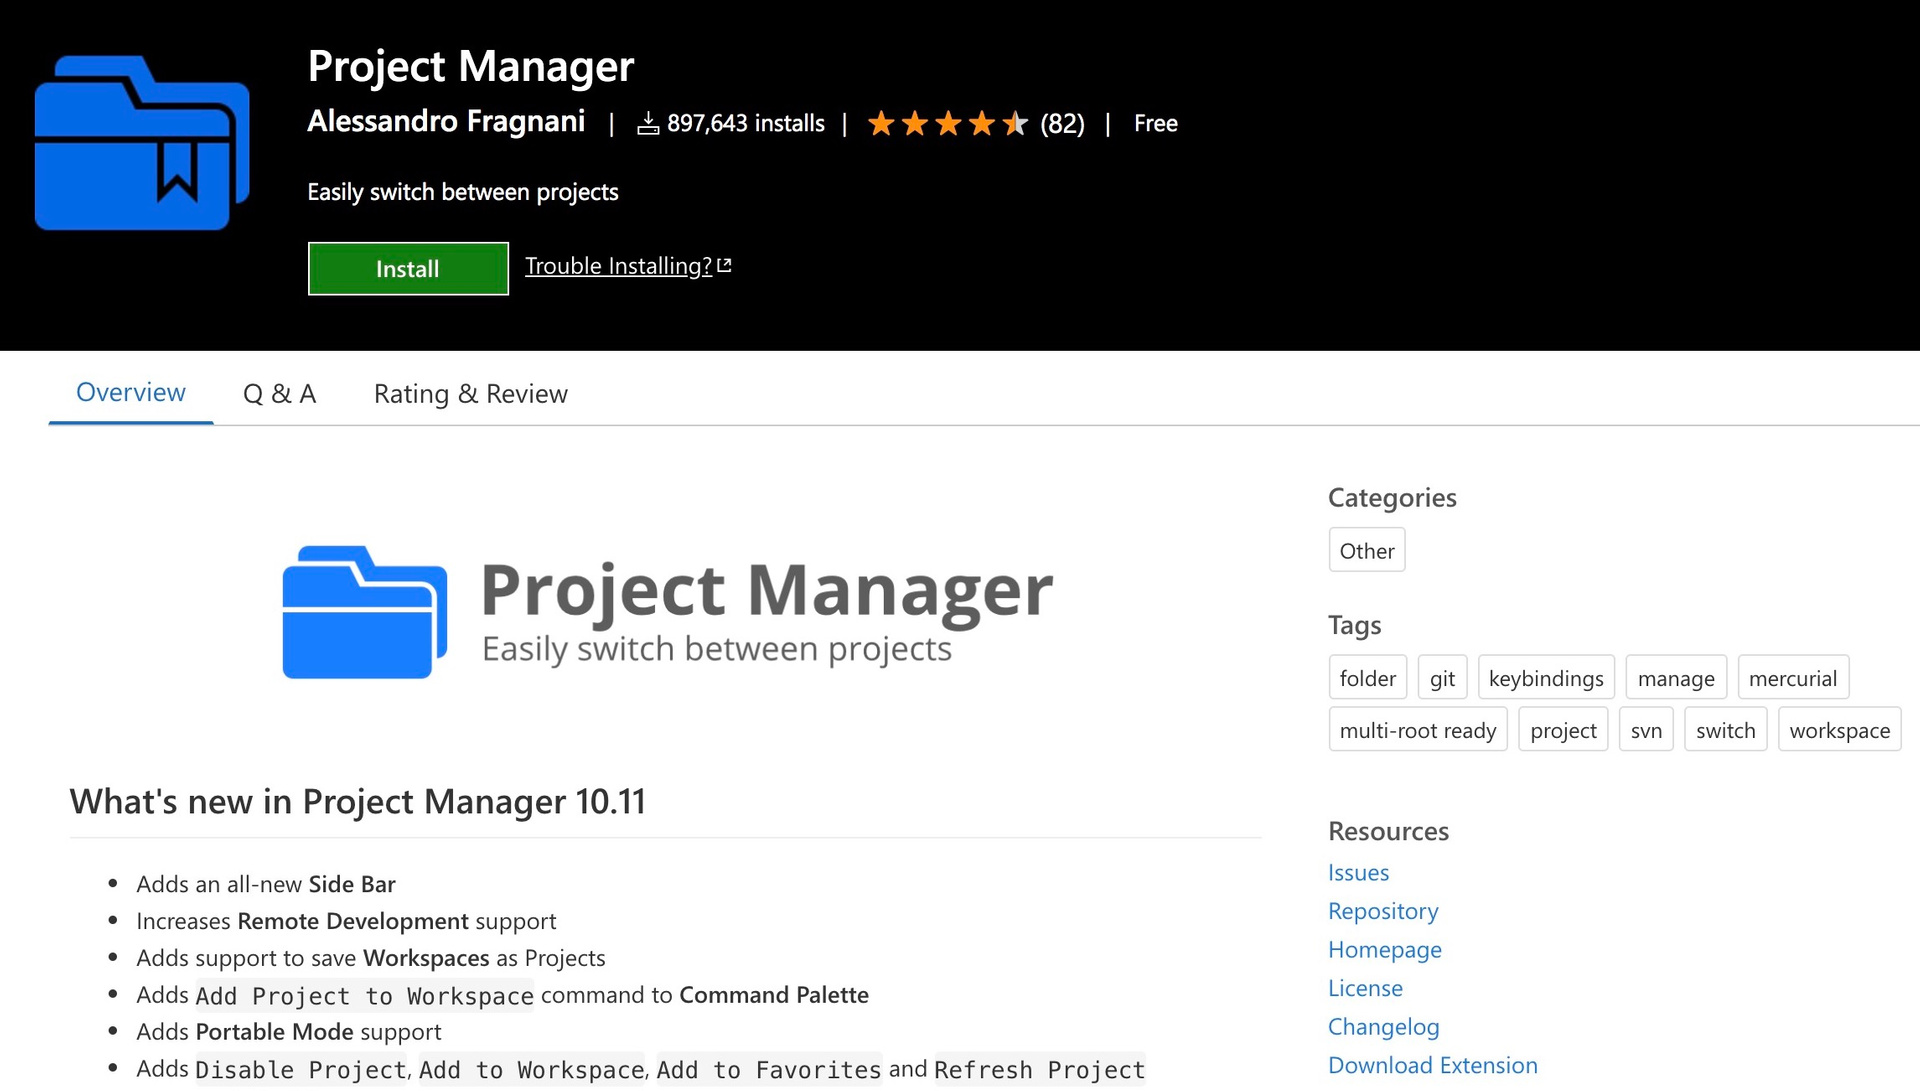 Project Manager
Alessandro Fragnani | 897,643 installs | (82) | Free
Easily switch between projects
Install Trouble Installing?
Overview Q & A Rating & Review
Project Manager
Easily switch between projects
What's new in Project Manager 10.11
Adds an all-new Side Bar
Increases Remote Development support
Adds support to save Workspaces as Projects
Adds Add Project to Workspace command to Command Palette
Adds Portable Mode support
Adds Disable Project, Add to Workspace, Add to Favorites and Refresh Project
Categories
Other
Tags
folder git keybindings manage mercurial
multi-root ready project svn switch workspace
Resources
Issues
Repository
Homepage
License
Changelog
Download Extension